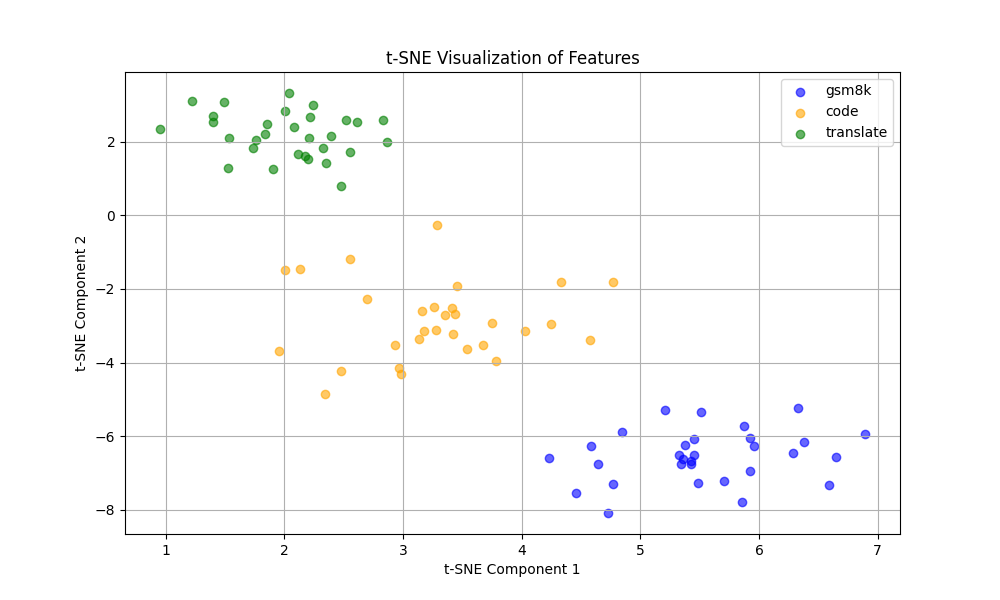 t-SNE Visualization of Features
gsm8k
code
translate
t-SNE Component 2
2
0
−2
−4
−6
−8
1 2 3 4 5 6 7
t-SNE Component 1